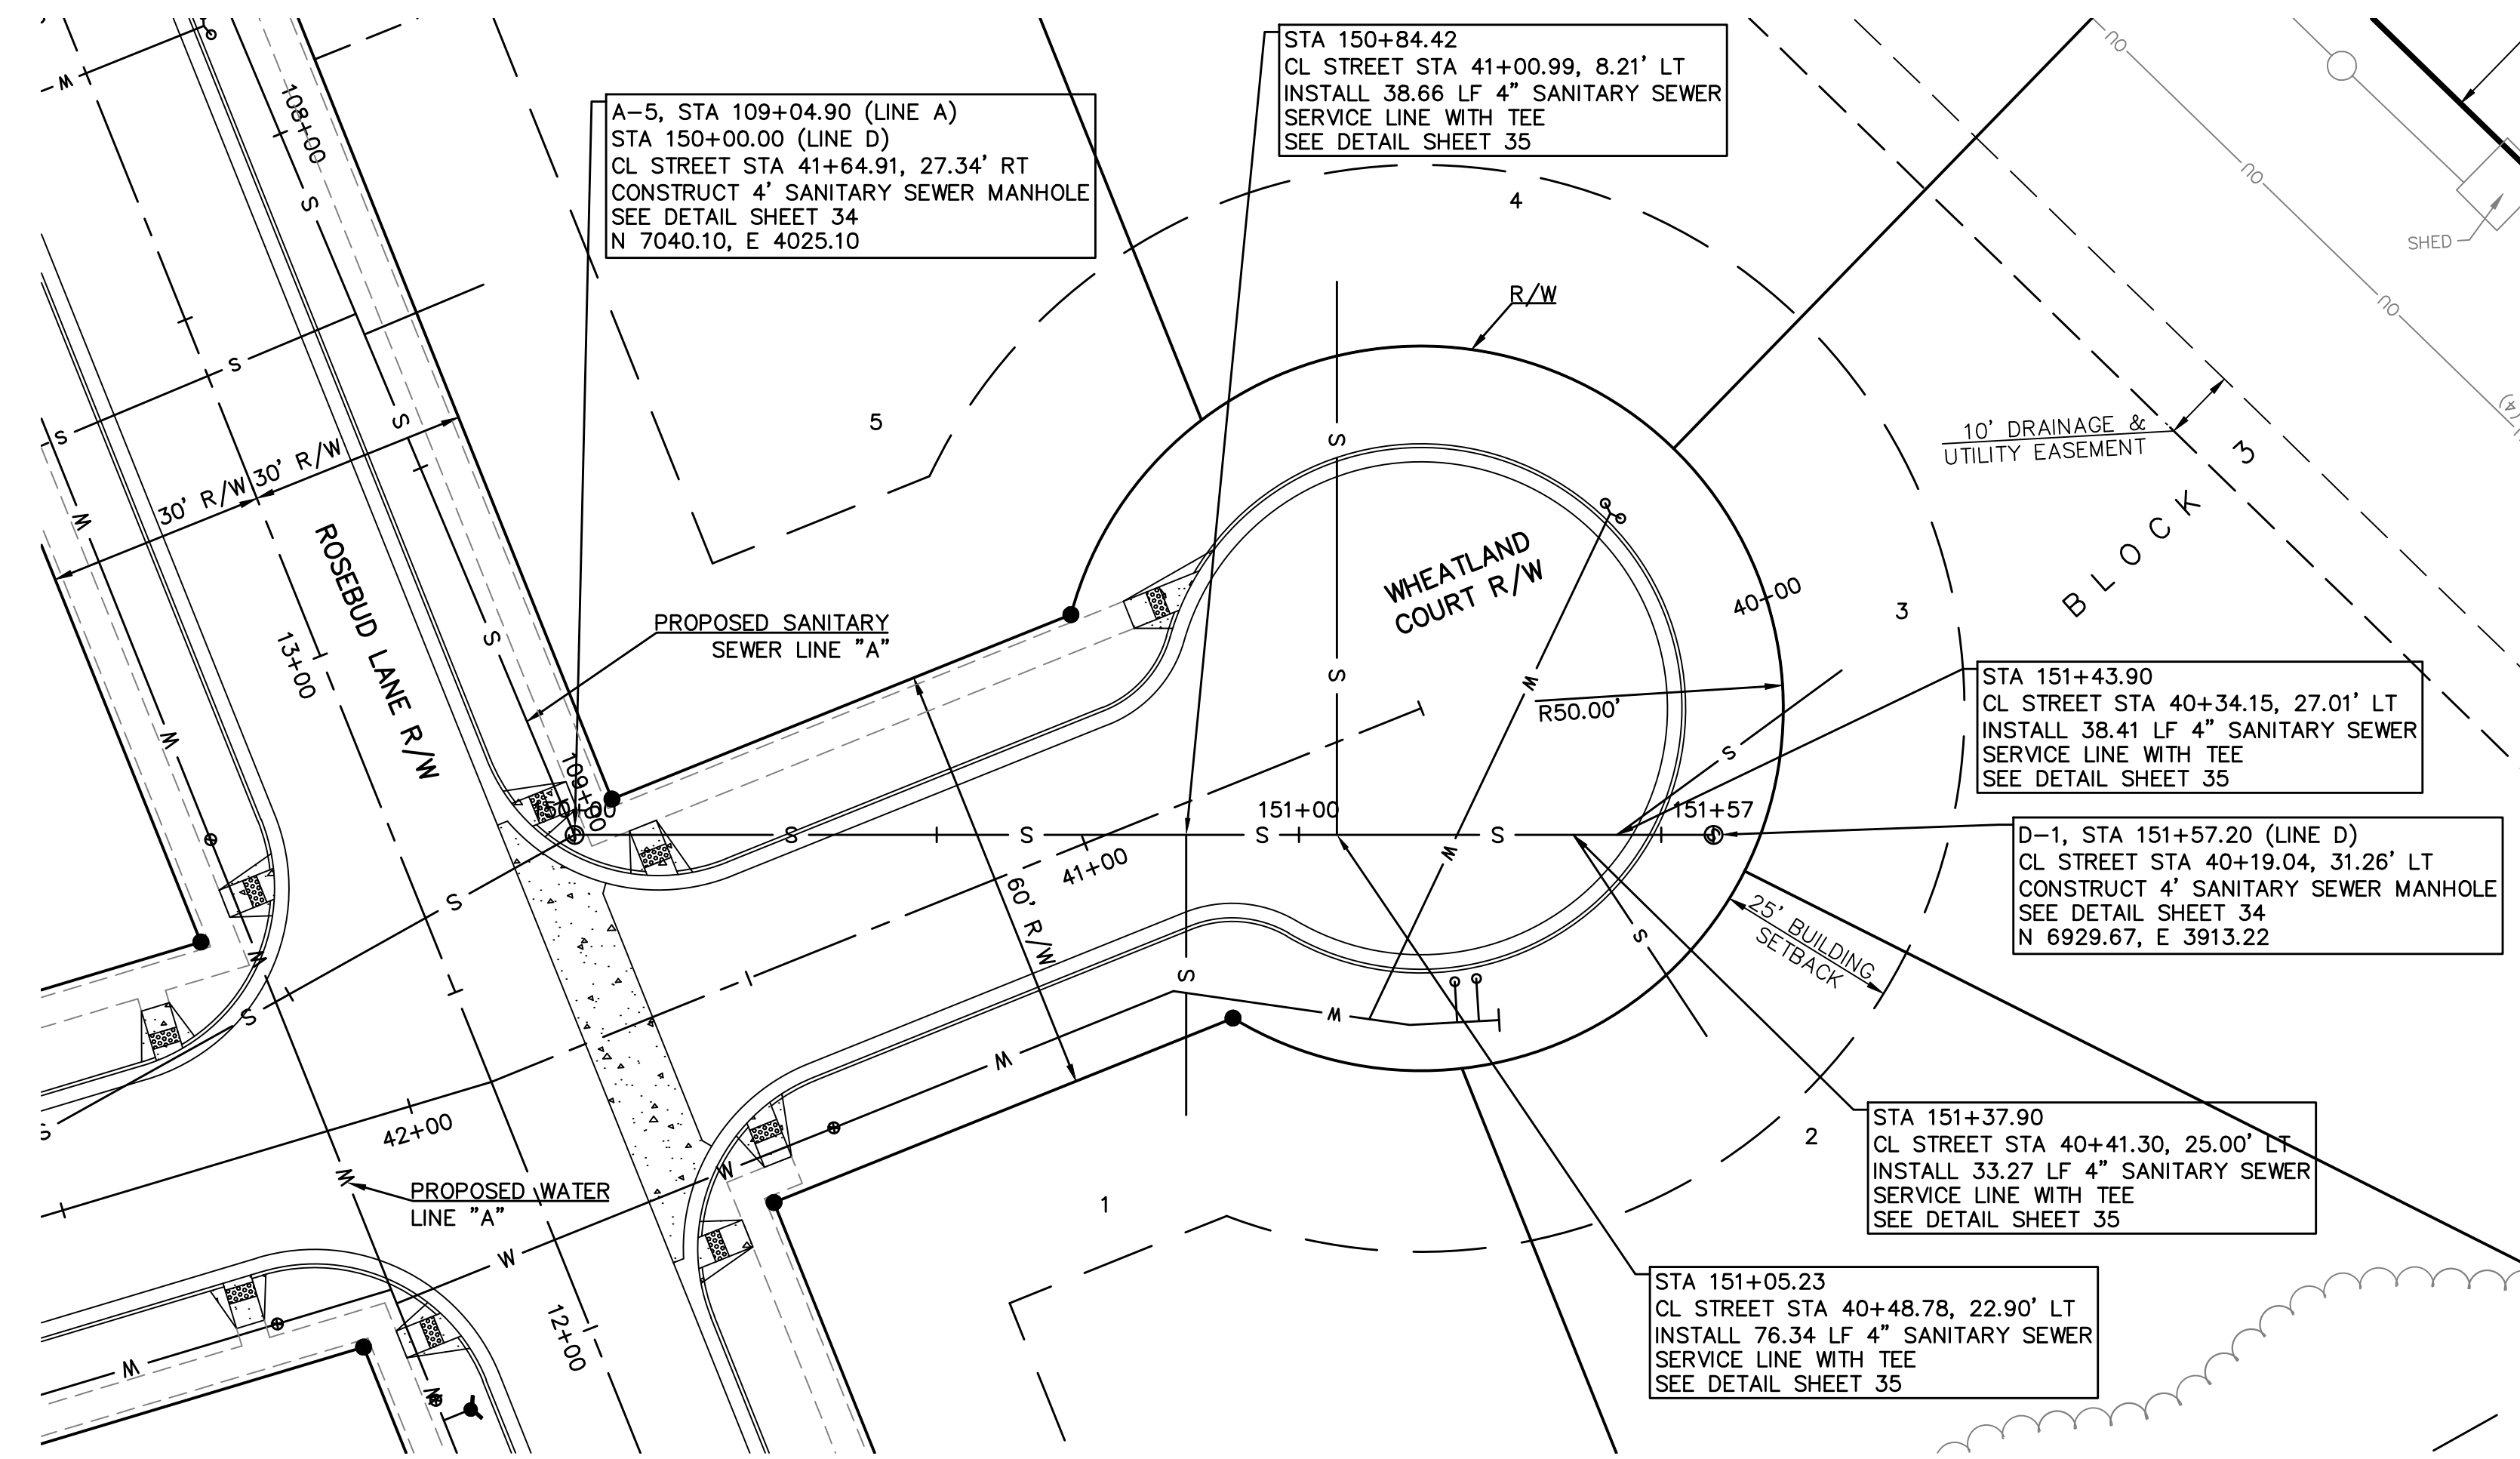 STA 150+84.42
CL STREET STA 41+00.99, 8.21' LT
INSTALL 38.66 LF 4" SANITARY SEWER
SERVICE LINE WITH TEE
SEE DETAIL SHEET 35
A-5, STA 109+04.90 (LINE A)
STA 150+00.00 (LINE D)
CL STREET STA 41+64.91, 27.34' RT
CONSTRUCT 4' SANITARY SEWER MANHOLE
SEE DETAIL SHEET 34
N 7040.10, E 4025.10
108+00
W
S
S
S
S
S
S
OU
OU
OU
SHED
4
R/W
5
10' DRAINAGE &
UTILITY EASEMENT
BLOCK 3
30' R/W
30' R/W
ROSEBUD LANE R/W
13+00
PROPOSED SANITARY
SEWER LINE "A"
WHEATLAND
COURT R/W
40+00
3
R50.00'
STA 151+43.90
CL STREET STA 40+34.15, 27.01' LT
INSTALL 38.41 LF 4" SANITARY SEWER
SERVICE LINE WITH TEE
SEE DETAIL SHEET 35
109+00
151+00
151+57
S
S
S
S
S
S
S
S
W
W
W
W
D-1, STA 151+57.20 (LINE D)
CL STREET STA 40+19.04, 31.26' LT
CONSTRUCT 4' SANITARY SEWER MANHOLE
SEE DETAIL SHEET 34
N 6929.67, E 3913.22
41+00
60' R/W
25' BUILDING
SETBACK
S
S
S
S
W
W
W
42+00
PROPOSED WATER
LINE "A"
W
W
W
W
W
W
12+00
1
2
STA 151+37.90
CL STREET STA 40+41.30, 25.00' LT
INSTALL 33.27 LF 4" SANITARY SEWER
SERVICE LINE WITH TEE
SEE DETAIL SHEET 35
STA 151+05.23
CL STREET STA 40+48.78, 22.90' LT
INSTALL 76.34 LF 4" SANITARY SEWER
SERVICE LINE WITH TEE
SEE DETAIL SHEET 35